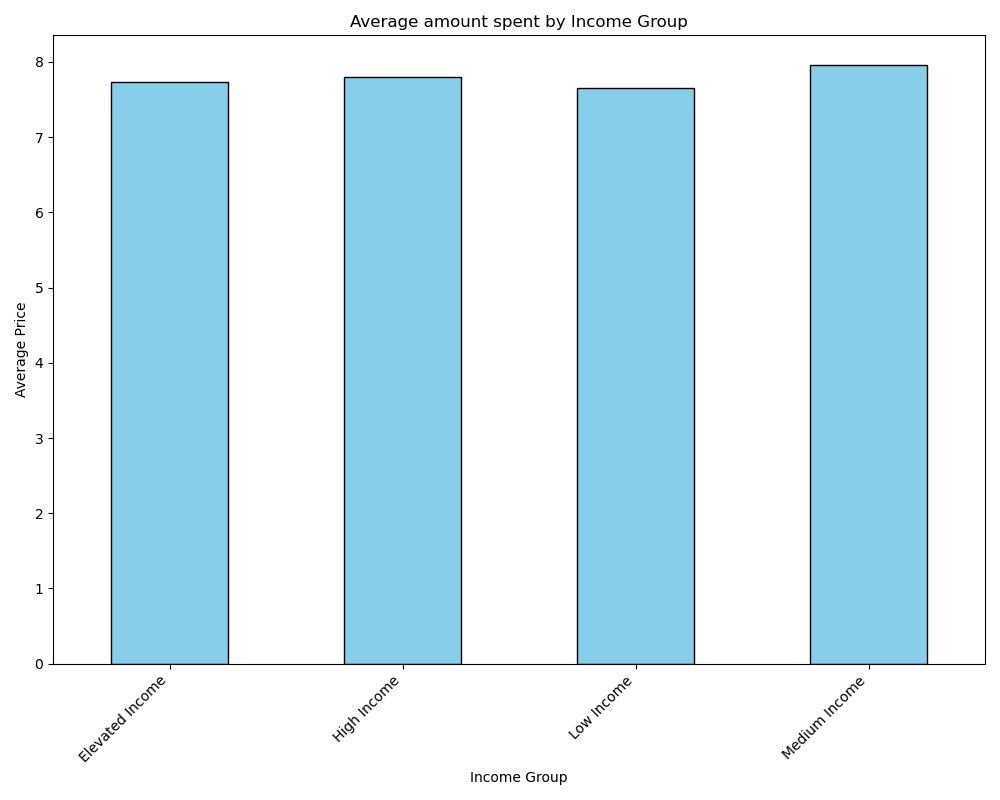 Average amount spent by Income Group
8
7
6
5
4
3
2
1
0
Average Price
Elevated Income
High Income
Low Income
Medium Income
Income Group